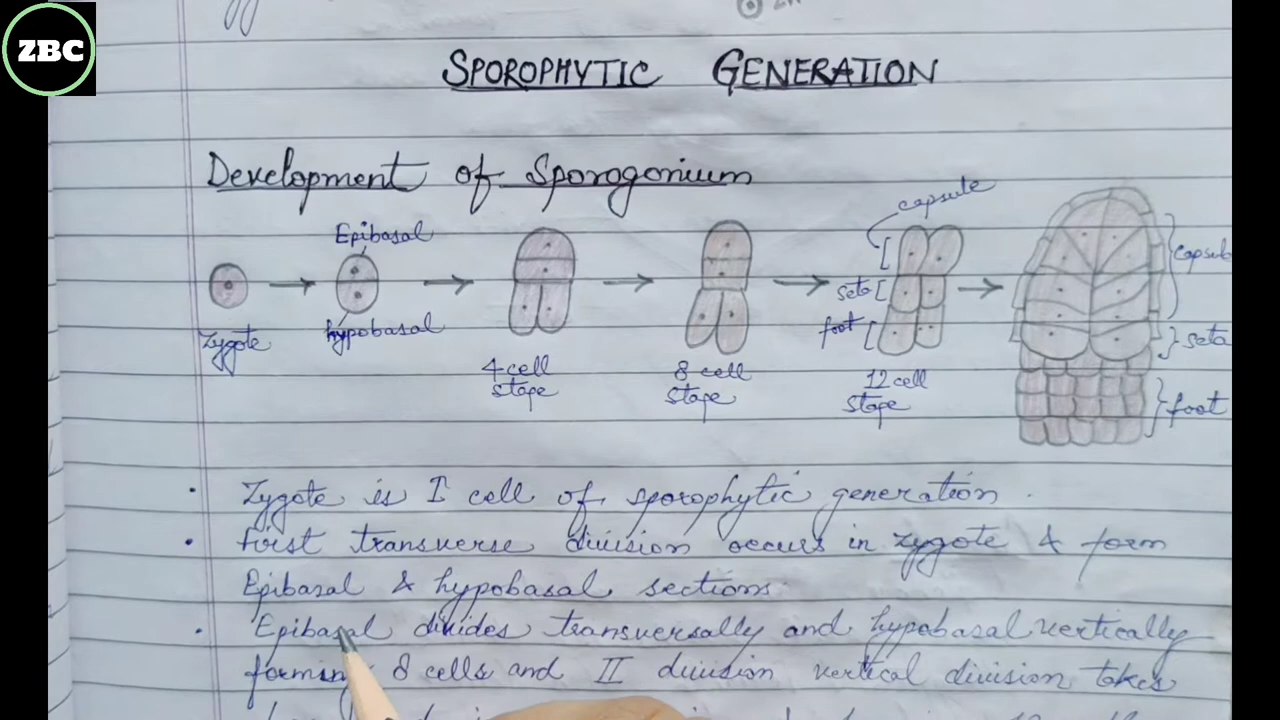 ZBC
SPOROPHYTIC GENERATION
Development of Sporogonium
capsule
Epibasal
capsule
seta
Zygote
hypobasal
foot
seta
4 cell
stage
8 cell
stage
12 cell
stage
foot
• Zygote is I cell of sporophytic generation.
• First transverse division occurs in zygote & form
Epibasal & hypobasal sections.
• Epibasal divides transversally and hypobasal vertically
forming 8 cells and II division vertical division takes